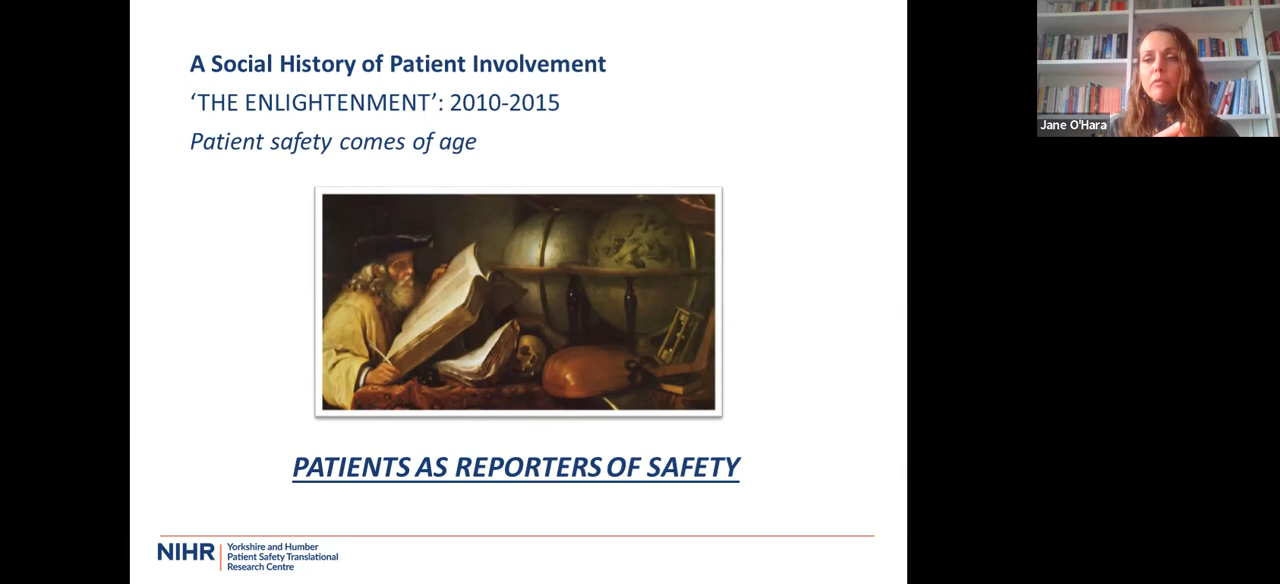 A Social History of Patient Involvement
‘THE ENLIGHTENMENT’: 2010-2015
Patient safety comes of age
PATIENTS AS REPORTERS OF SAFETY
NIHR
Yorkshire and Humber
Patient Safety Translational
Research Centre
Jane O'Hara